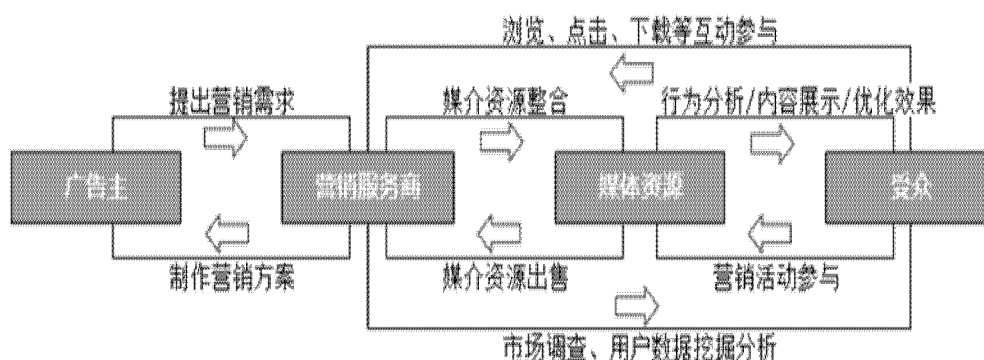 浏览、点击、下载等互动参与
提出营销需求
媒介资源整合
行为分析/内容展示/优化效果
广告主
营销服务商
媒体资源
受众
制作营销方案
媒介资源出售
营销活动参与
市场调查、用户数据挖掘分析